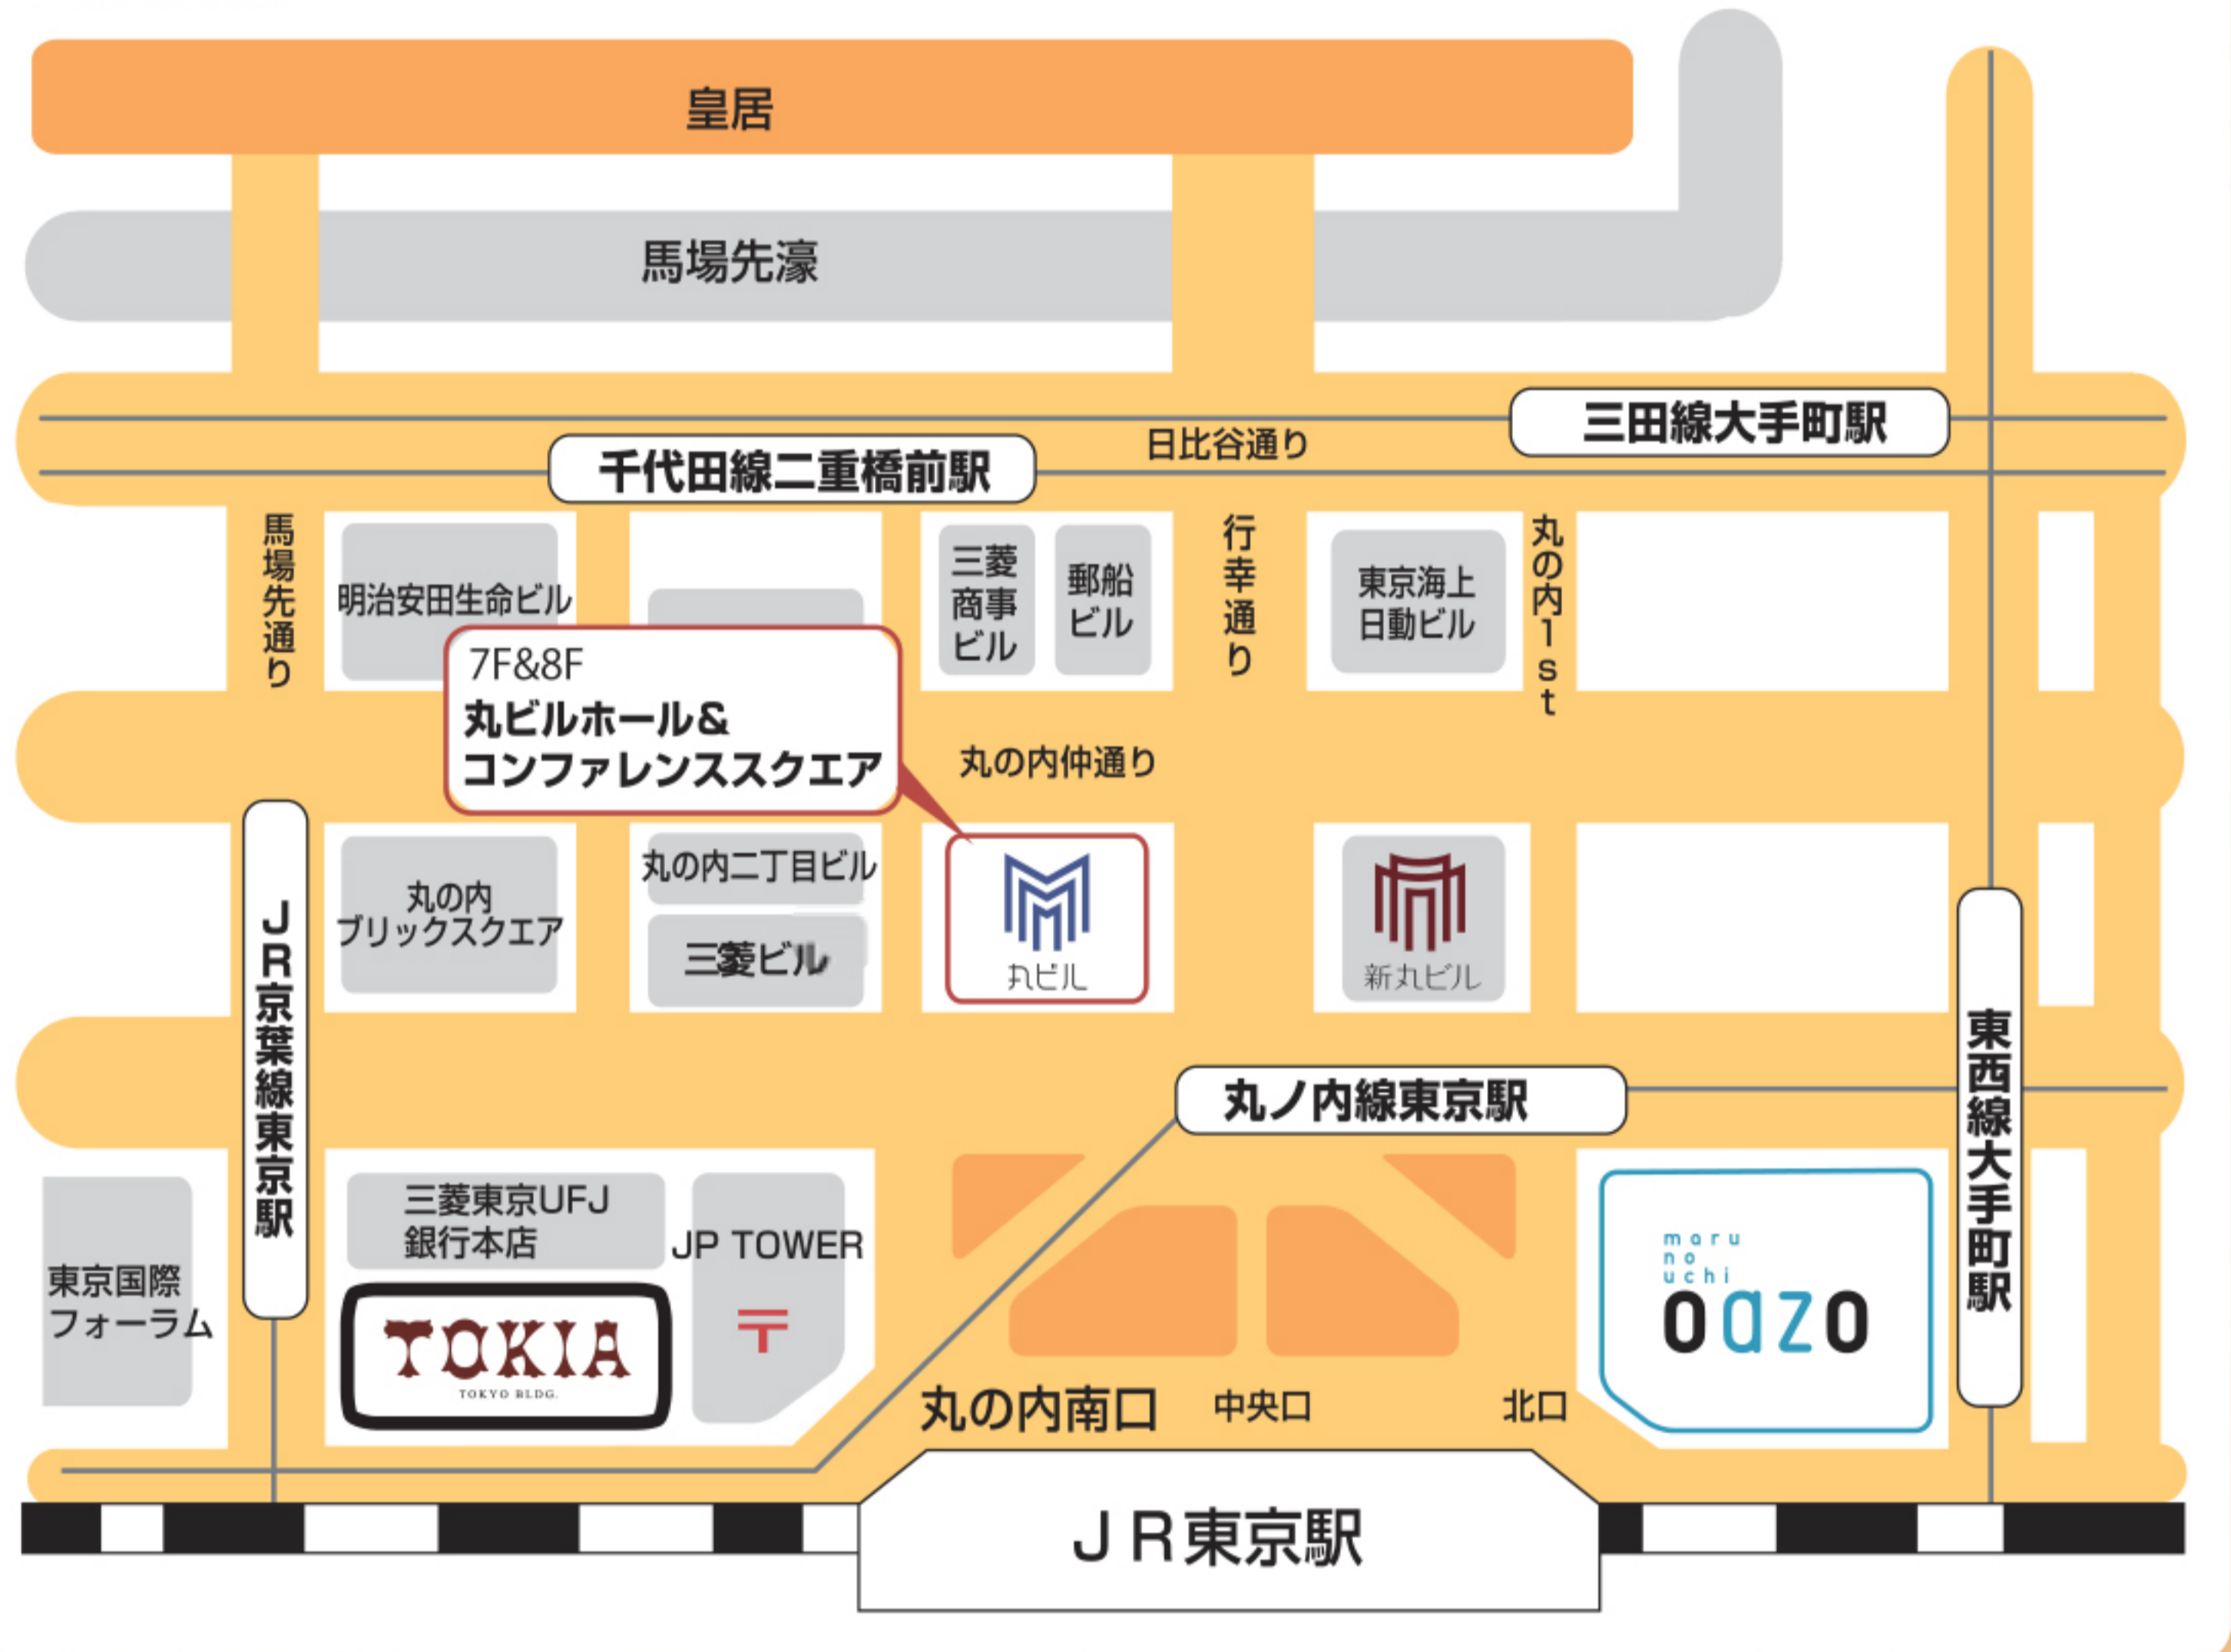 皇居
馬場先濠
三田線大手町駅
日比谷通り
千代田線二重橋前駅
馬場先通り
明治安田生命ビル
三菱
商事
ビル
郵船
ビル
行幸通り
東京海上
日動ビル
丸の内1st
7F&8F
丸ビルホール&
コンファレンススクエア
丸の内仲通り
JR京葉線東京駅
丸の内
ブリックスクエア
丸の内二丁目ビル
三菱ビル
丸ビル
新丸ビル
東西線大手町駅
丸ノ内線東京駅
東京国際
フォーラム
三菱東京UFJ
銀行本店
JP TOWER
〒
TOKIA
TOKYO BLDG.
maru
no
uchi
oazo
丸の内南口
中央口
北口
JR東京駅